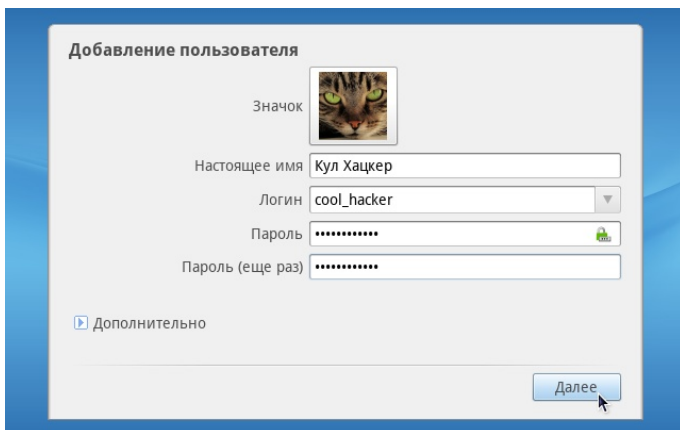 Добавление пользователя
Значок
Настоящее имя Кул Хацкер
Логин cool_hacker
Пароль ••••••••••••
Пароль (еще раз) ••••••••••••
Дополнительно
Далее